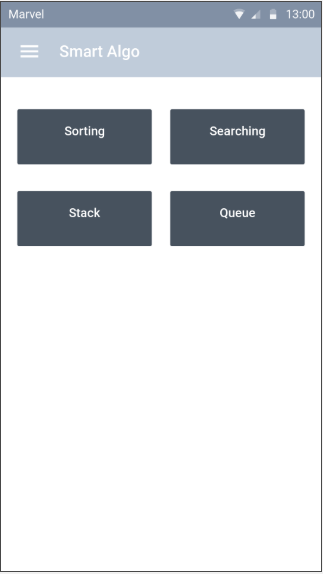 Marvel 13:00
Smart Algo
Sorting Searching
Stack Queue